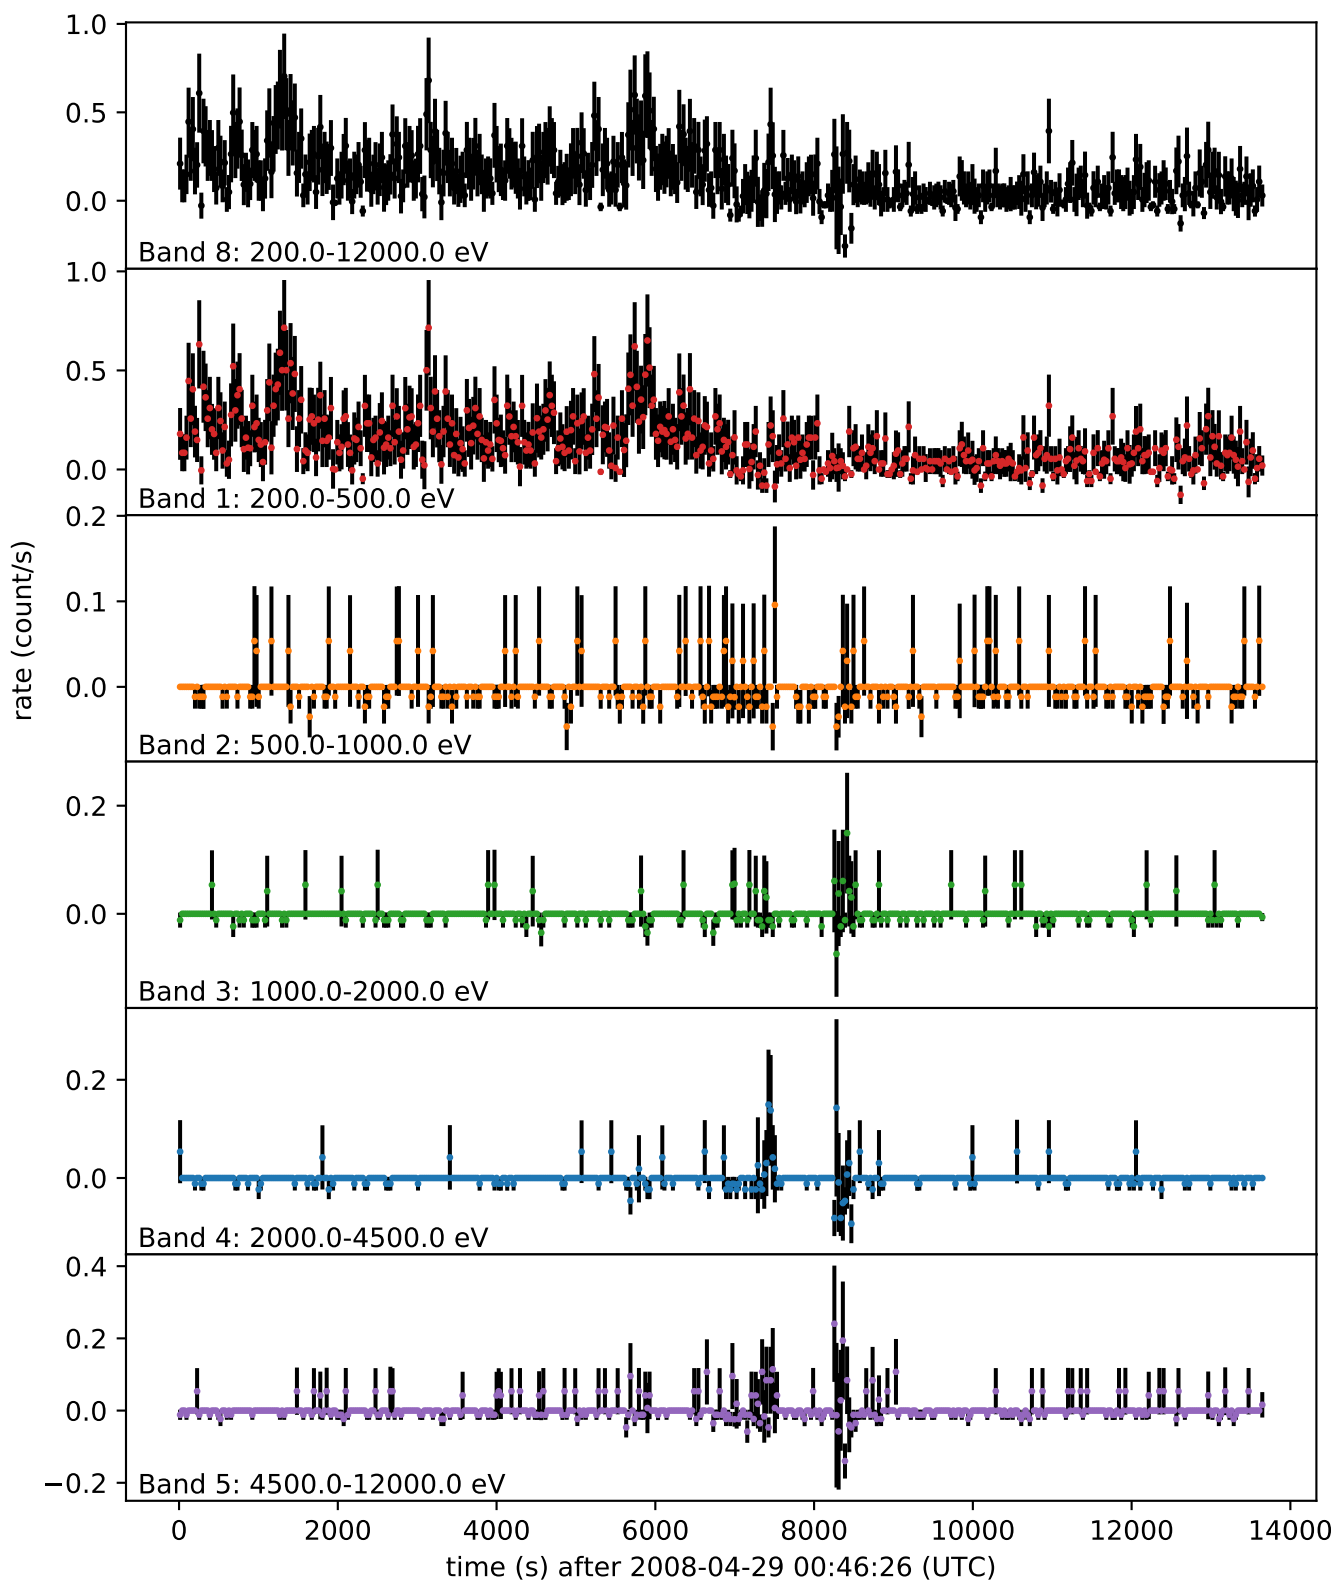 1.0
0.5
0.0
Band 8: 200.0-12000.0 eV
1.0
0.5
0.0
Band 1: 200.0-500.0 eV
0.2
0.1
0.0
Band 2: 500.0-1000.0 eV
rate (count/s)
0.2
0.0
Band 3: 1000.0-2000.0 eV
0.2
0.0
Band 4: 2000.0-4500.0 eV
0.4
0.2
0.0
−0.2
Band 5: 4500.0-12000.0 eV
0 2000 4000 6000 8000 10000 12000 14000
time (s) after 2008-04-29 00:46:26 (UTC)